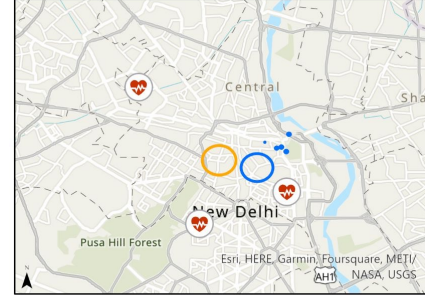 Central
Sha
New Delhi
Pusa Hill Forest
Esri, HERE, Garmin, Foursquare, METI/
NASA, USGS
AH1
N